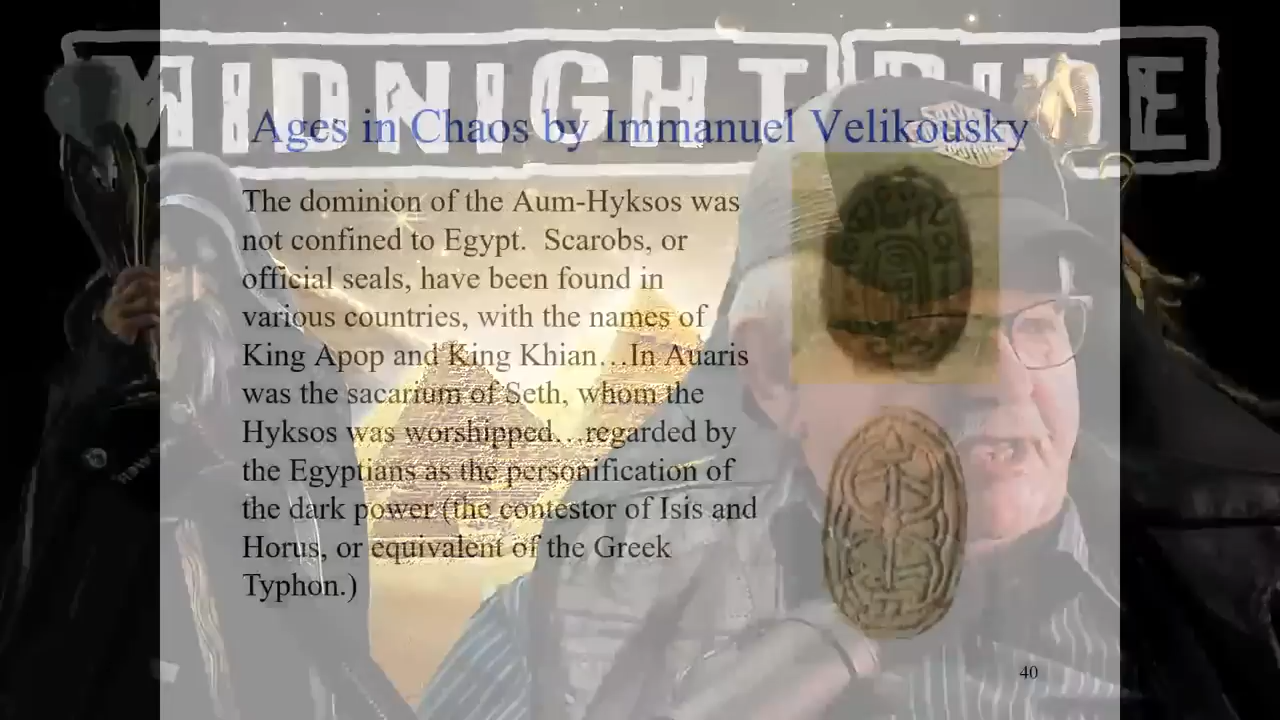 MIDNIGHT RIDE
Ages in Chaos by Immanuel Velikousky
The dominion of the Aum-Hyksos was
not confined to Egypt. Scarobs, or
official seals, have been found in
various countries, with the names of
King Apop and King Khian…In Auaris
was the sacarium of Seth, whom the
Hyksos was worshipped…regarded by
the Egyptians as the personification of
the dark power (the contestor of Isis and
Horus, or equivalent of the Greek
Typhon.)
40